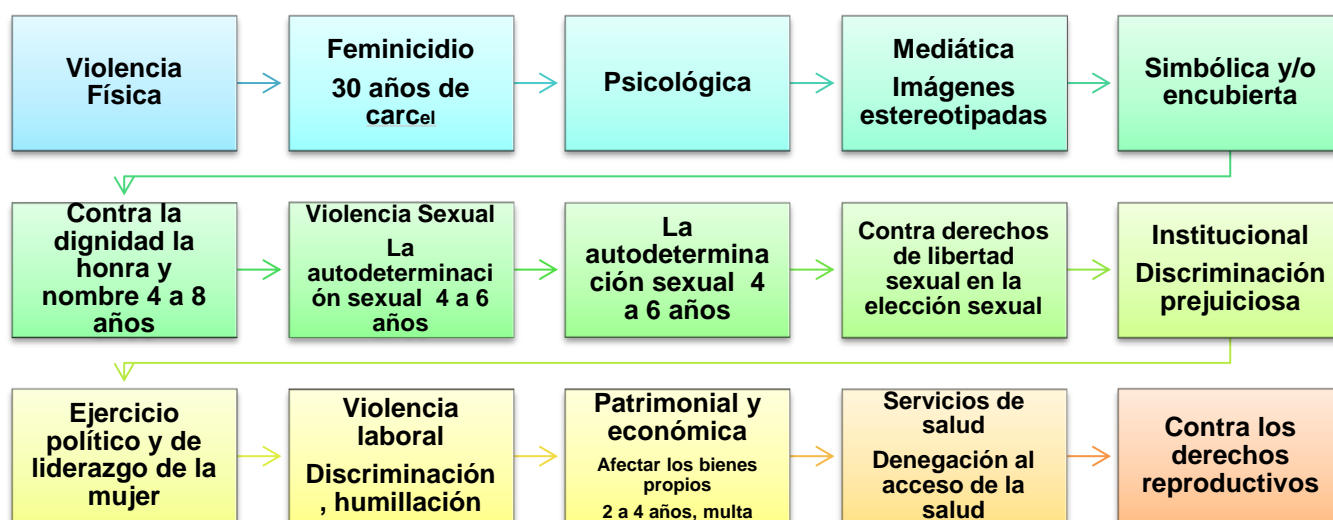 Violencia
Física
Feminicidio
30 años de
carcel
Psicológica
Mediática
Imágenes
estereotipadas
Simbólica y/o
encubierta
Contra la
dignidad la
honra y
nombre 4 a 8
años
Violencia Sexual
La
autodeterminaci
ón sexual 4 a 6
años
La
autodetermina
ción sexual 4
a 6 años
Contra derechos
de libertad
sexual en la
elección sexual
Institucional
Discriminación
prejuiciosa
Ejercicio
político y de
liderazgo de la
mujer
Violencia
laboral
Discriminación
, humillación
Patrimonial y
económica
Afectar los bienes
propios
2 a 4 años, multa
Servicios de
salud
Denegación al
acceso de la
salud
Contra los
derechos
reproductivos